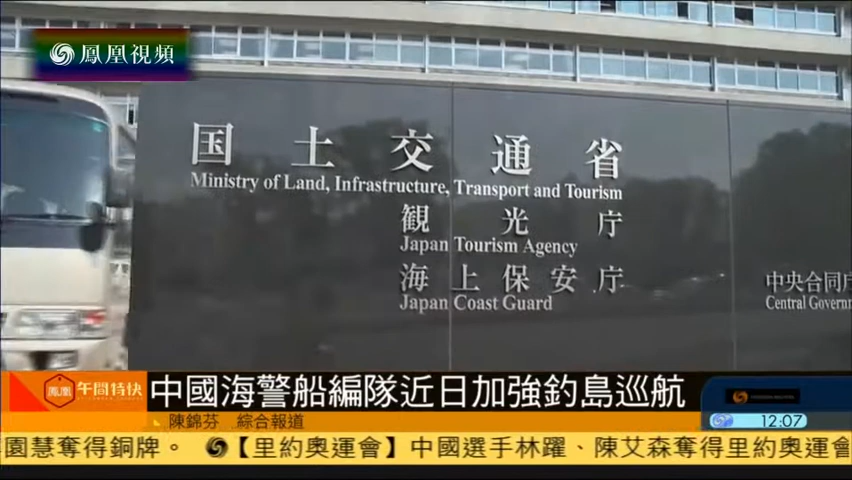 鳳凰視頻
国土交通省
Ministry of Land, Infrastructure, Transport and Tourism
観光庁
Japan Tourism Agency
海上保安庁
Japan Coast Guard
中央合同庁
Central Governm
鳳凰 午間特快
中國海警船編隊近日加強釣島巡航
陳錦芬 綜合報道
12:07
園慧奪得銅牌。 【里約奧運會】中國選手林躍、陳艾森奪得里約奧運會